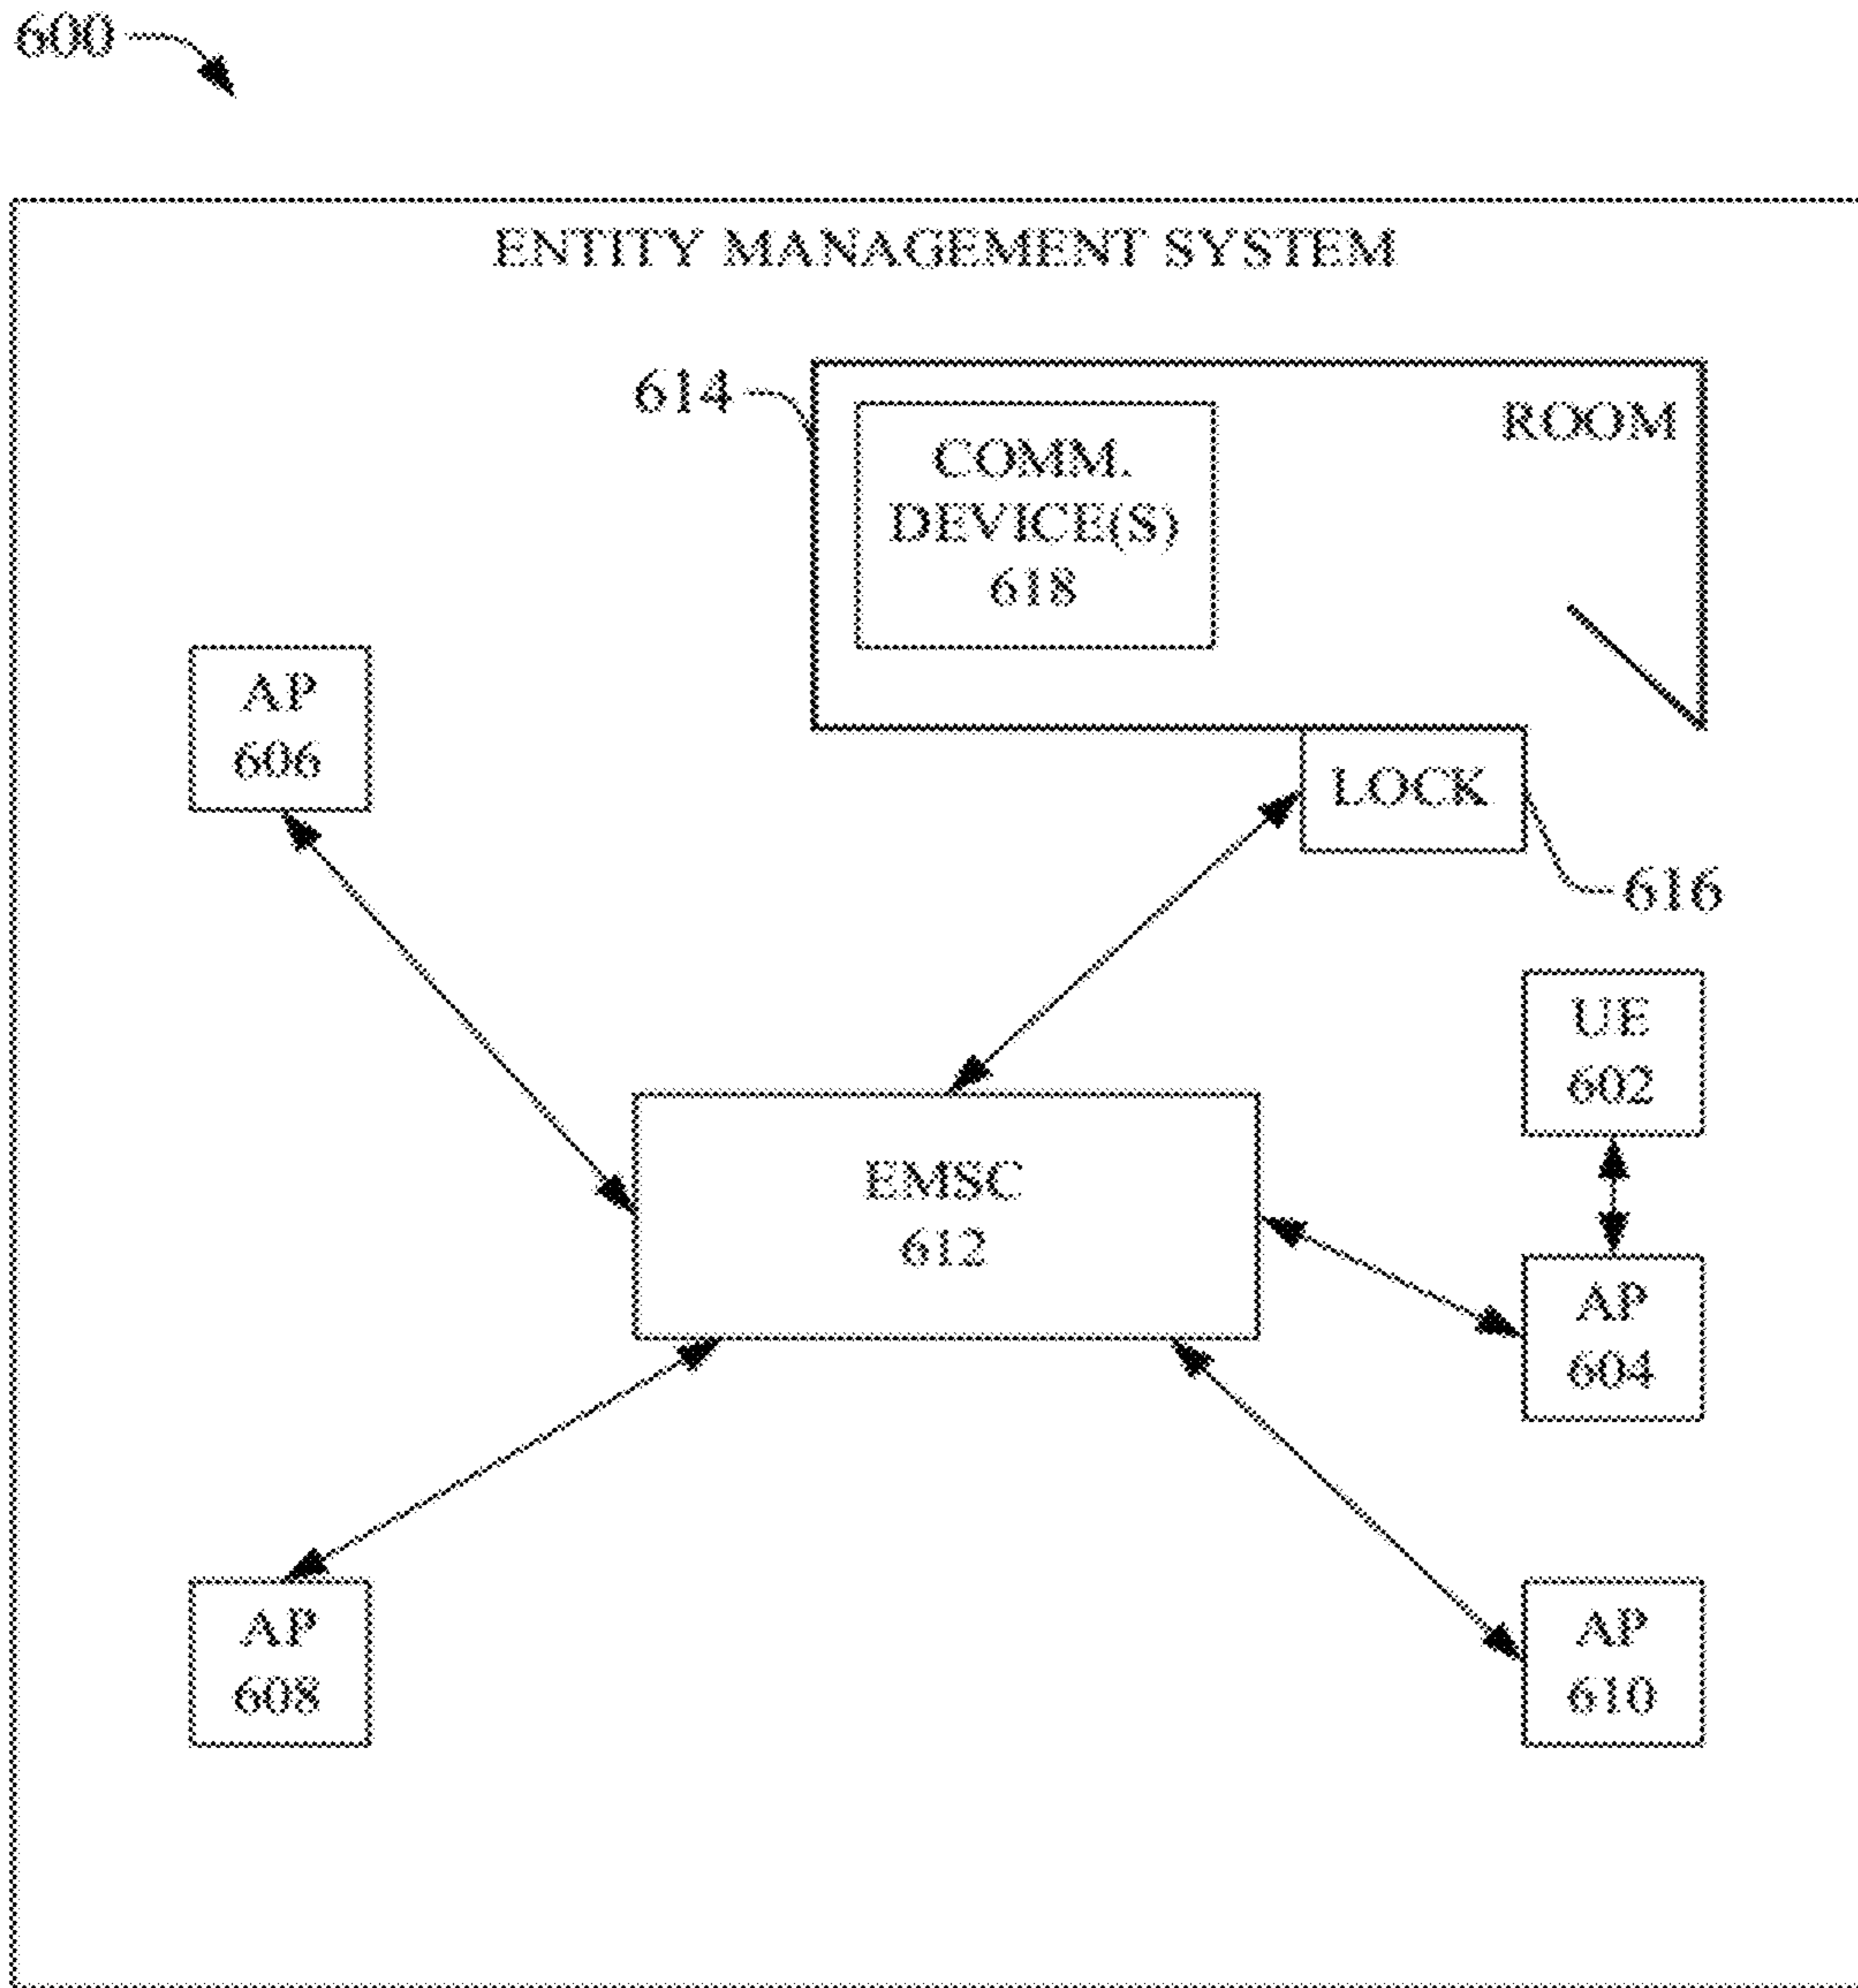 600
ENTITY MANAGEMENT SYSTEM
614
ROOM
COMM.
DEVICE(S)
618
AP
606
LOCK
616
UE
602
EMSC
612
AP
604
AP
608
AP
610